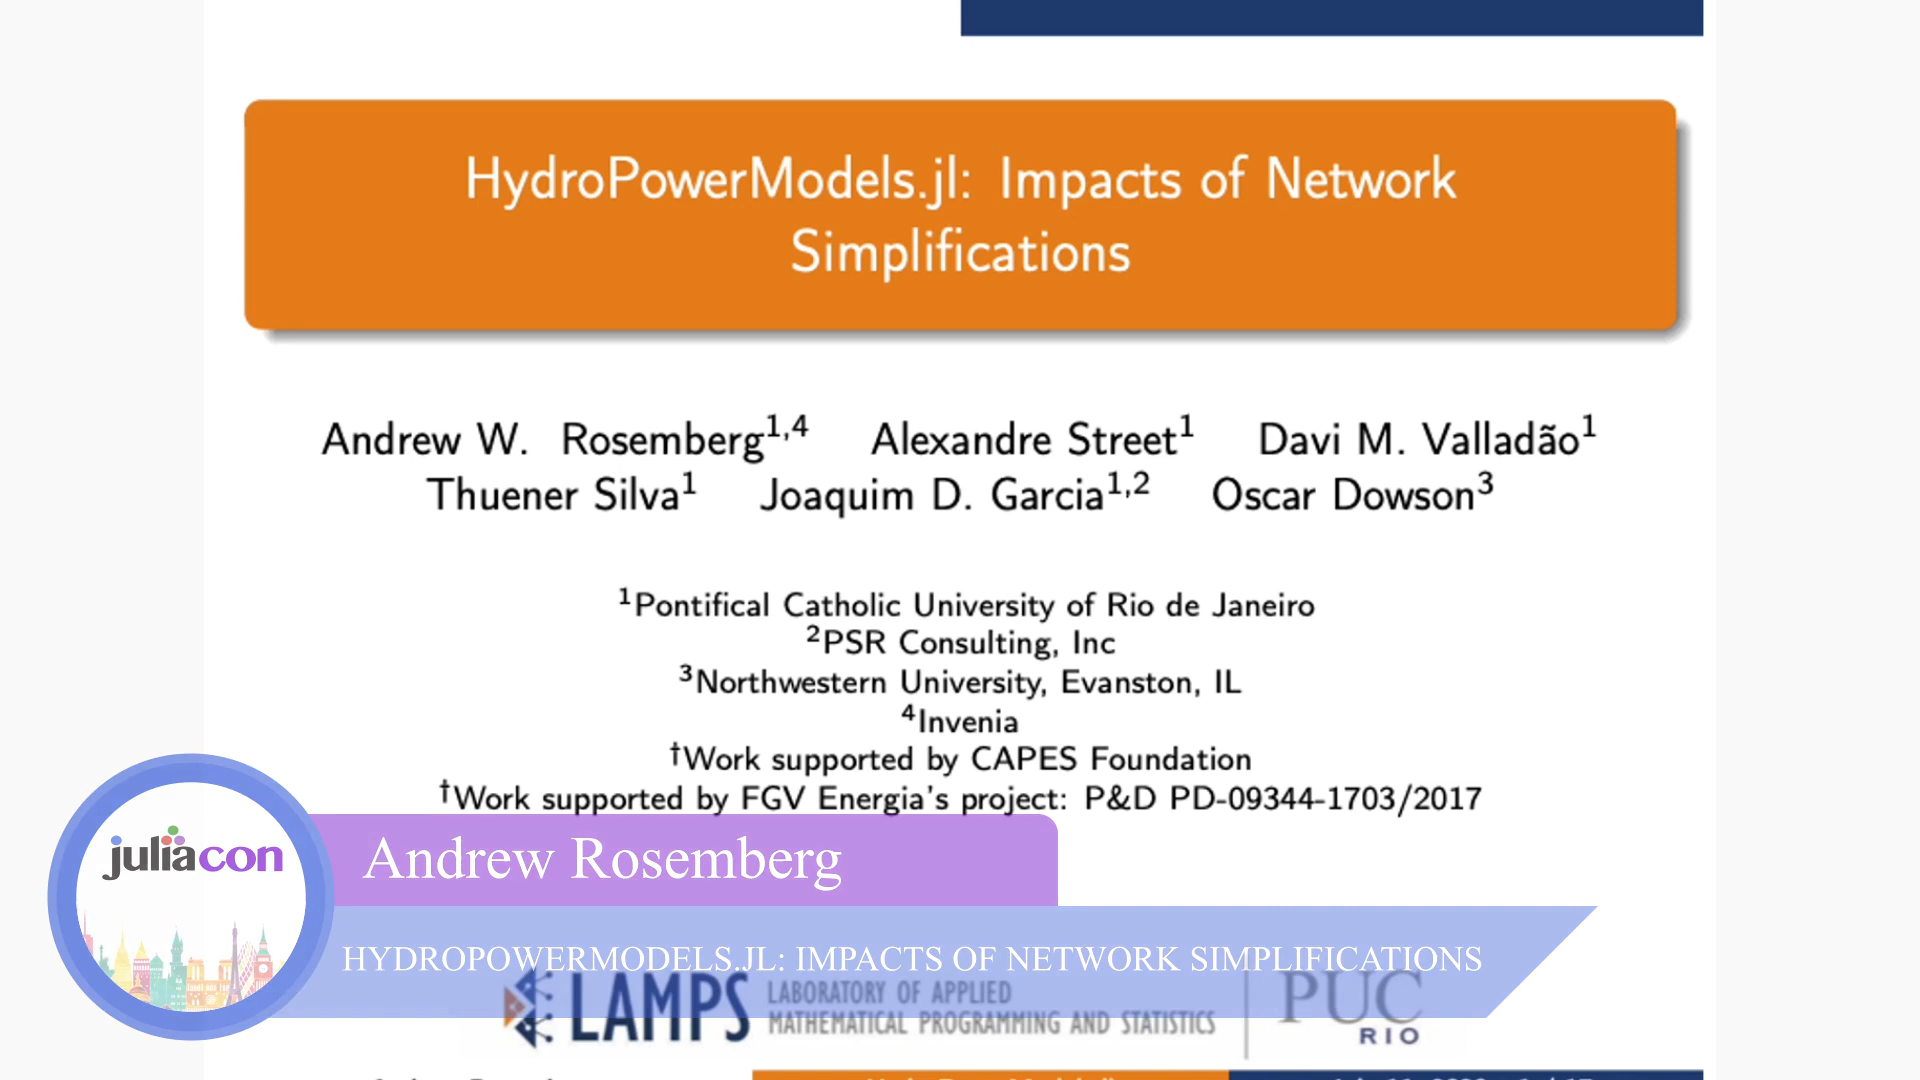 HydroPowerModels.jl: Impacts of Network
Simplifications
Andrew W. Rosemberg1,4 Alexandre Street1 Davi M. Valladão1
Thuener Silva1 Joaquim D. Garcia1,2 Oscar Dowson3
1Pontifical Catholic University of Rio de Janeiro
2PSR Consulting, Inc
3Northwestern University, Evanston, IL
4Invenia
†Work supported by CAPES Foundation
†Work supported by FGV Energia's project: P&D PD-09344-1703/2017
juliacon
Andrew Rosemberg
HYDROPOWERMODELS.JL: IMPACTS OF NETWORK SIMPLIFICATIONS
LAMPS
LABORATORY OF APPLIED
MATHEMATICAL PROGRAMMING AND STATISTICS
PUC
RIO